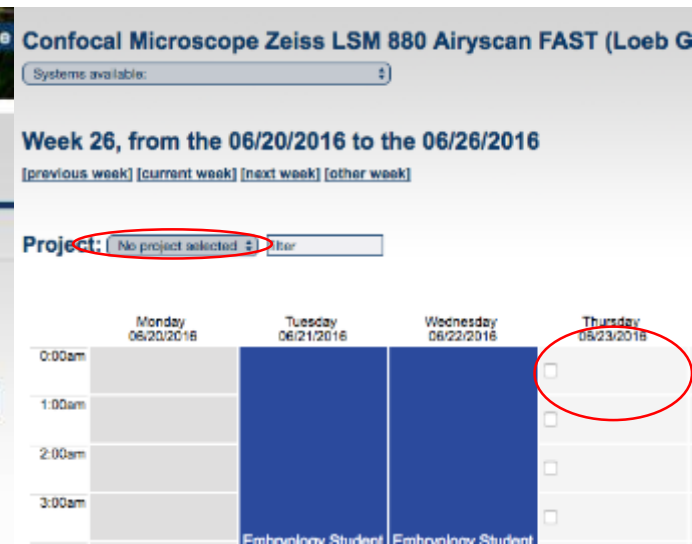 Confocal Microscope Zeiss LSM 880 Airyscan FAST (Loeb G
Systems available:
Week 26, from the 06/20/2016 to the 06/26/2016
[previous week] [current week] [next week] [other week]
Project: No project selected filter
Monday Tuesday Wednesday Thursday
06/20/2016 06/21/2016 06/22/2016 06/23/2016
0:00am
1:00am
2:00am
3:00am
Embryology Student Embryology Student